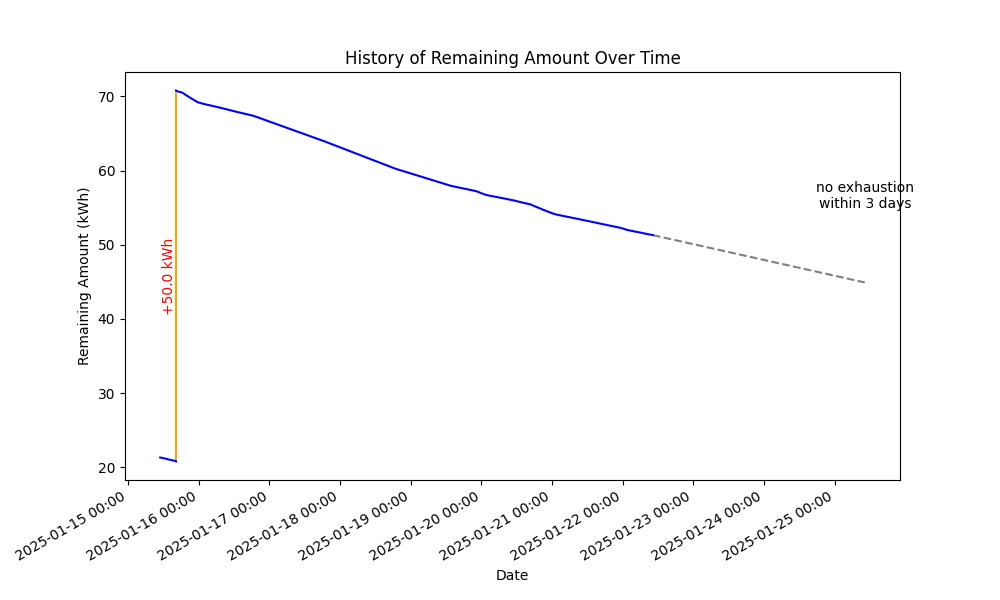 History of Remaining Amount Over Time
Remaining Amount (kWh)
70
60
50
40
30
20
+50.0 kWh
no exhaustion
within 3 days
2025-01-15 00:00
2025-01-16 00:00
2025-01-17 00:00
2025-01-18 00:00
2025-01-19 00:00
2025-01-20 00:00
2025-01-21 00:00
2025-01-22 00:00
2025-01-23 00:00
2025-01-24 00:00
2025-01-25 00:00
Date